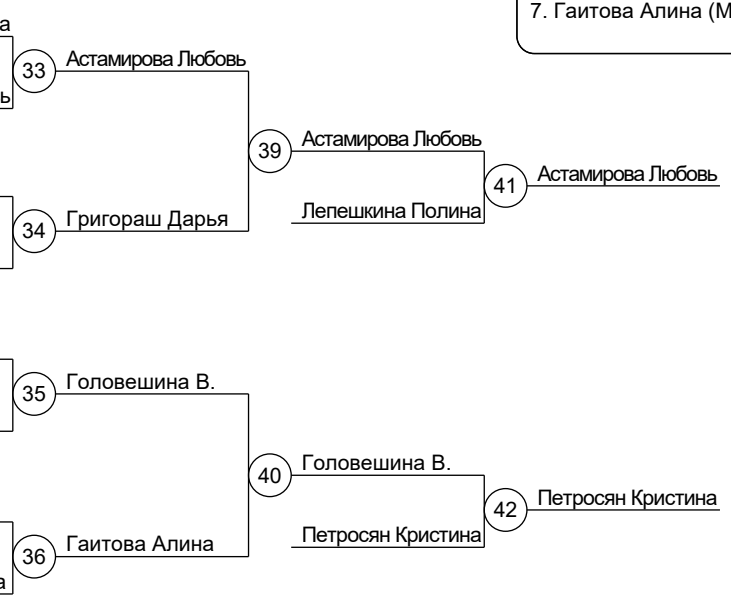 7. Гаитова Алина (М
а
33 Астамирова Любовь
ь
39 Астамирова Любовь
41 Астамирова Любовь
Лепешкина Полина
34 Григораш Дарья
35 Головешина В.
40 Головешина В.
42 Петросян Кристина
Петросян Кристина
36 Гаитова Алина
а